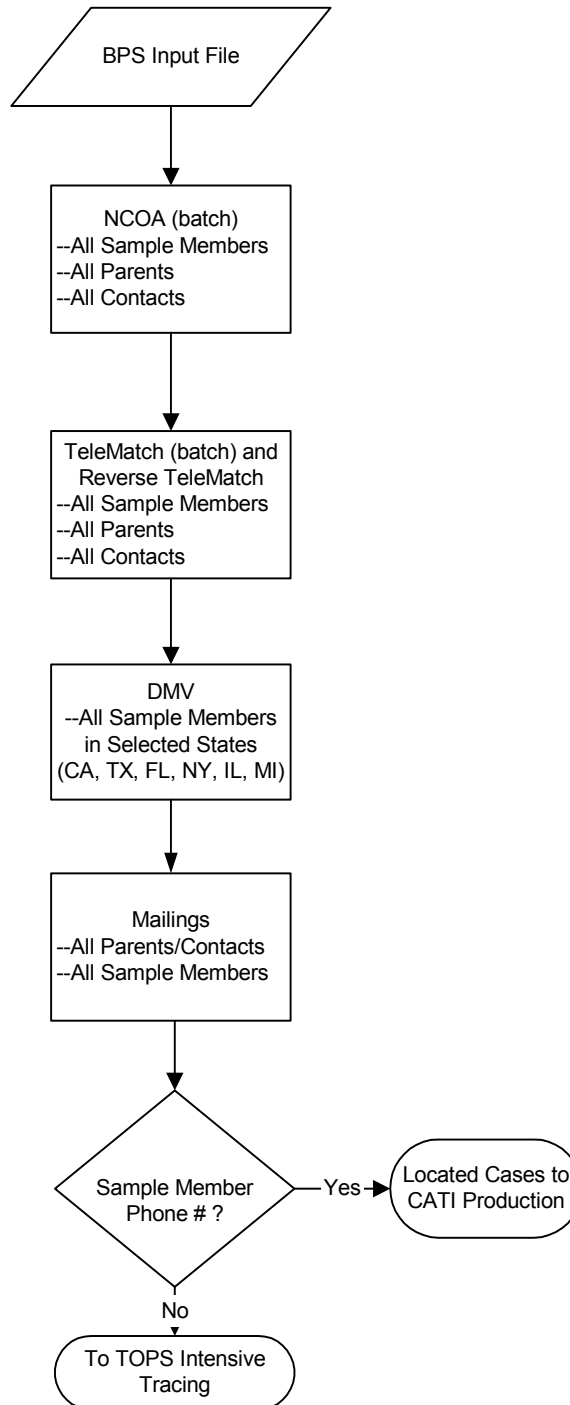 BPS Input File
NCOA (batch)
--All Sample Members
--All Parents
--All Contacts
TeleMatch (batch) and
Reverse TeleMatch
--All Sample Members
--All Parents
--All Contacts
DMV
--All Sample Members
in Selected States
(CA, TX, FL, NY, IL, MI)
Mailings
--All Parents/Contacts
--All Sample Members
Sample Member
Phone # ?
Yes
Located Cases to
CATI Production
No
To TOPS Intensive
Tracing